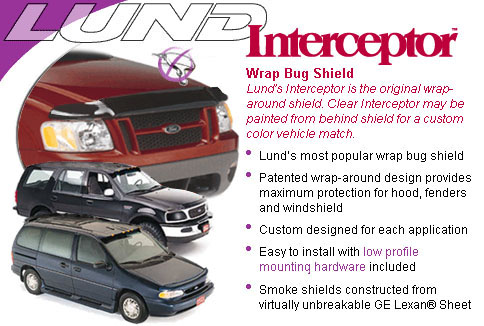 LUND
Interceptor™
Wrap Bug Shield
Lund's Interceptor is the original wrap-
around shield. Clear Interceptor may be
painted from behind shield for a custom
color vehicle match.
• Lund's most popular wrap bug shield
• Patented wrap-around design provides
maximum protection for hood, fenders
and windshield
• Custom designed for each application
• Easy to install with low profile
mounting hardware included
• Smoke shields constructed from
virtually unbreakable GE Lexan® Sheet